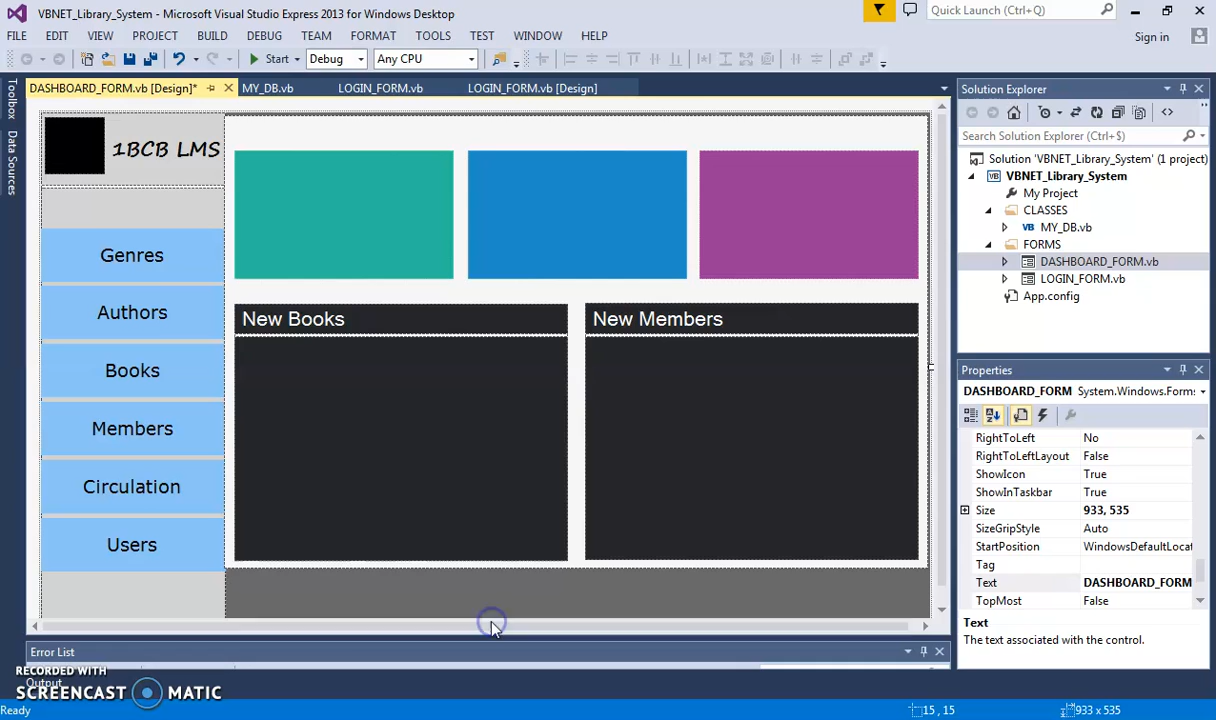 VBNET_Library_System - Microsoft Visual Studio Express 2013 for Windows Desktop
Quick Launch (Ctrl+Q)
FILE EDIT VIEW PROJECT BUILD DEBUG TEAM FORMAT TOOLS TEST WINDOW HELP
Sign in
Start Debug Any CPU
Toolbox
Data Sources
DASHBOARD_FORM.vb [Design]* MY_DB.vb LOGIN_FORM.vb LOGIN_FORM.vb [Design]
1BCB LMS
Genres
Authors
Books
Members
Circulation
Users
New Books
New Members
Solution Explorer
Search Solution Explorer (Ctrl+$)
Solution 'VBNET_Library_System' (1 project)
VBNET_Library_System
My Project
CLASSES
VB MY_DB.vb
FORMS
DASHBOARD_FORM.vb
LOGIN_FORM.vb
App.config
Properties
DASHBOARD_FORM System.Windows.Forms
RightToLeft No
RightToLeftLayout False
ShowIcon True
ShowInTaskbar True
Size 933, 535
SizeGripStyle Auto
StartPosition WindowsDefaultLocat
Tag
Text DASHBOARD_FORM
TopMost False
Text
The text associated with the control.
Error List
Output
RECORDED WITH
SCREENCAST MATIC
Ready
15 , 15
933 x 535